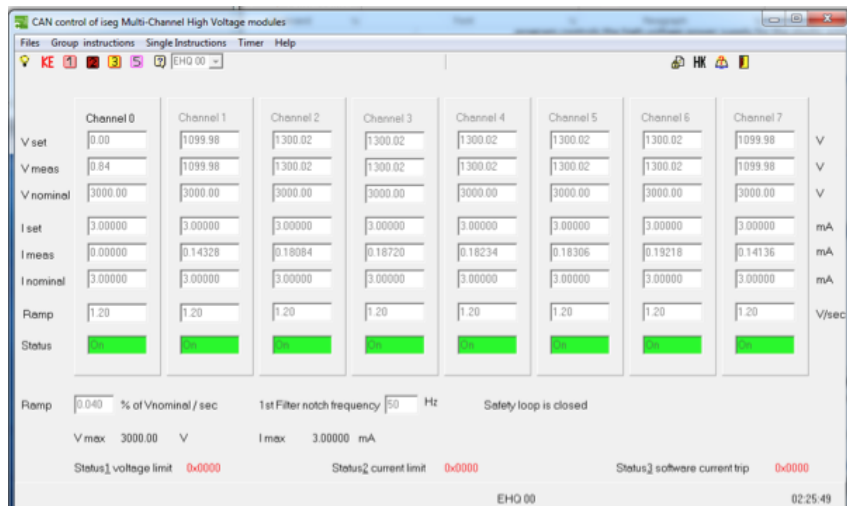 CAN control of iseg Multi-Channel High Voltage modules
Files Group instructions Single Instructions Timer Help
KE 1 2 3 5 EHQ 00 HK
Channel 0 Channel 1 Channel 2 Channel 3 Channel 4 Channel 5 Channel 6 Channel 7
V set 0.00 1099.98 1300.02 1300.02 1300.02 1300.02 1300.02 1099.98 V
V meas 0.84 1099.98 1300.02 1300.02 1300.02 1300.02 1300.02 1099.98 V
V nominal 3000.00 3000.00 3000.00 3000.00 3000.00 3000.00 3000.00 3000.00 V
I set 3.00000 3.00000 3.00000 3.00000 3.00000 3.00000 3.00000 3.00000 mA
I meas 0.00000 0.14328 0.18084 0.18720 0.18234 0.18306 0.19218 0.14136 mA
I nominal 3.00000 3.00000 3.00000 3.00000 3.00000 3.00000 3.00000 3.00000 mA
Ramp 1.20 1.20 1.20 1.20 1.20 1.20 1.20 1.20 V/sec
Status On On On On On On On On
Ramp 0.040 % of Vnominal / sec 1st Filter notch frequency 50 Hz Safety loop is closed
V max 3000.00 V I max 3.00000 mA
Status1 voltage limit 0x0000 Status2 current limit 0x0000 Status3 software current trip 0x0000
EHQ 00 02:25:49